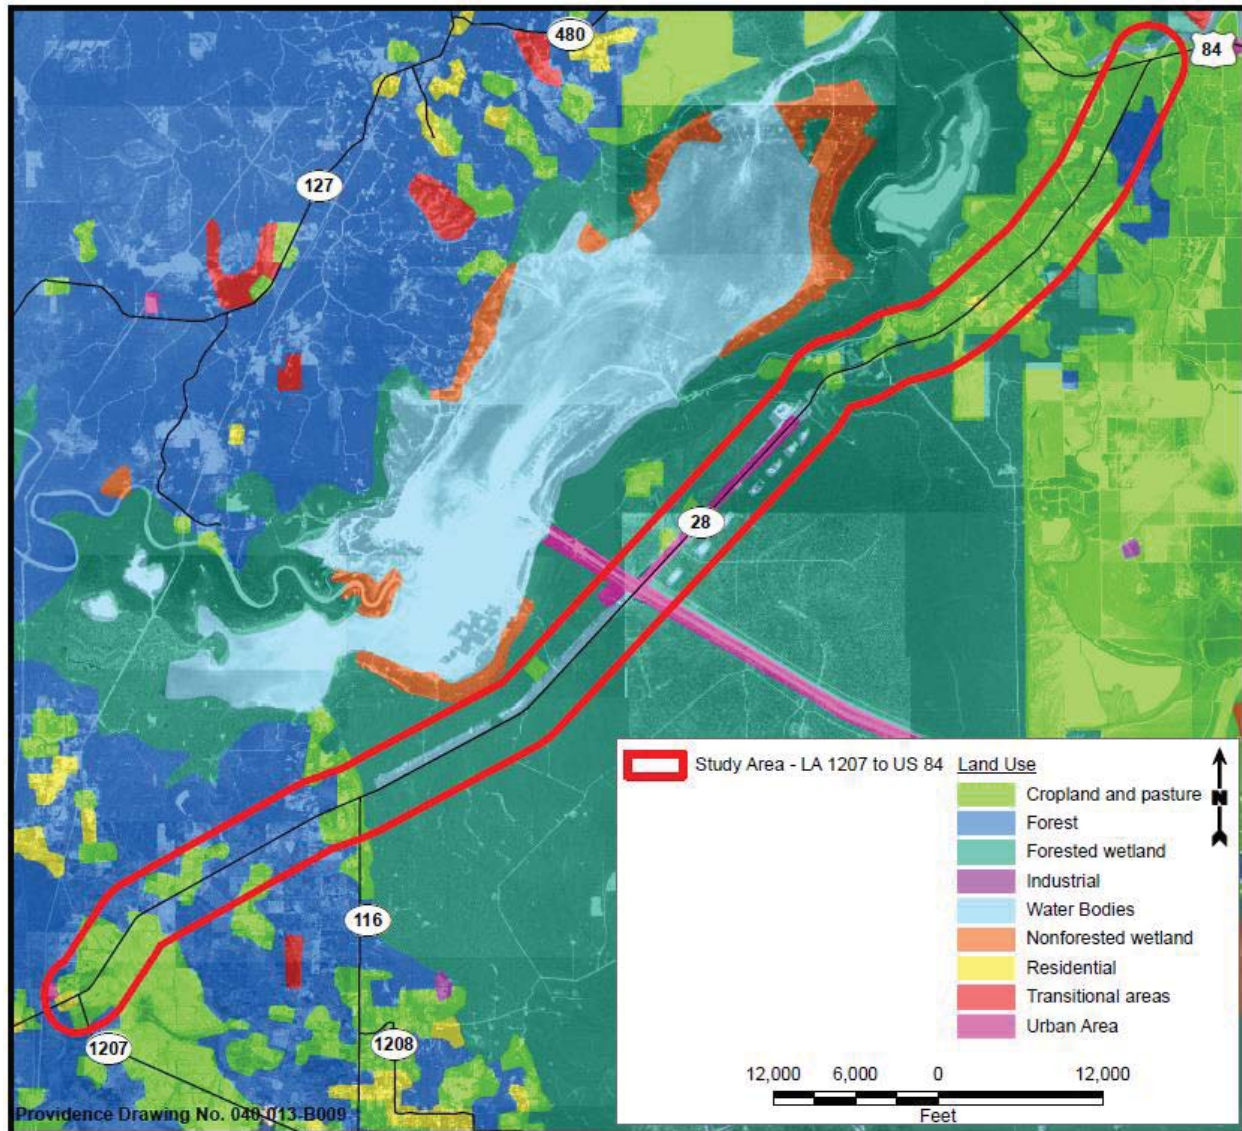 480
84
127
28
Study Area - LA 1207 to US 84
Land Use
Cropland and pasture
N
Forest
Forested wetland
Industrial
Water Bodies
Nonforested wetland
Residential
Transitional areas
Urban Area
116
1207
1208
12,000 6,000 0 12,000
Feet
Providence Drawing No. 040-013-B009